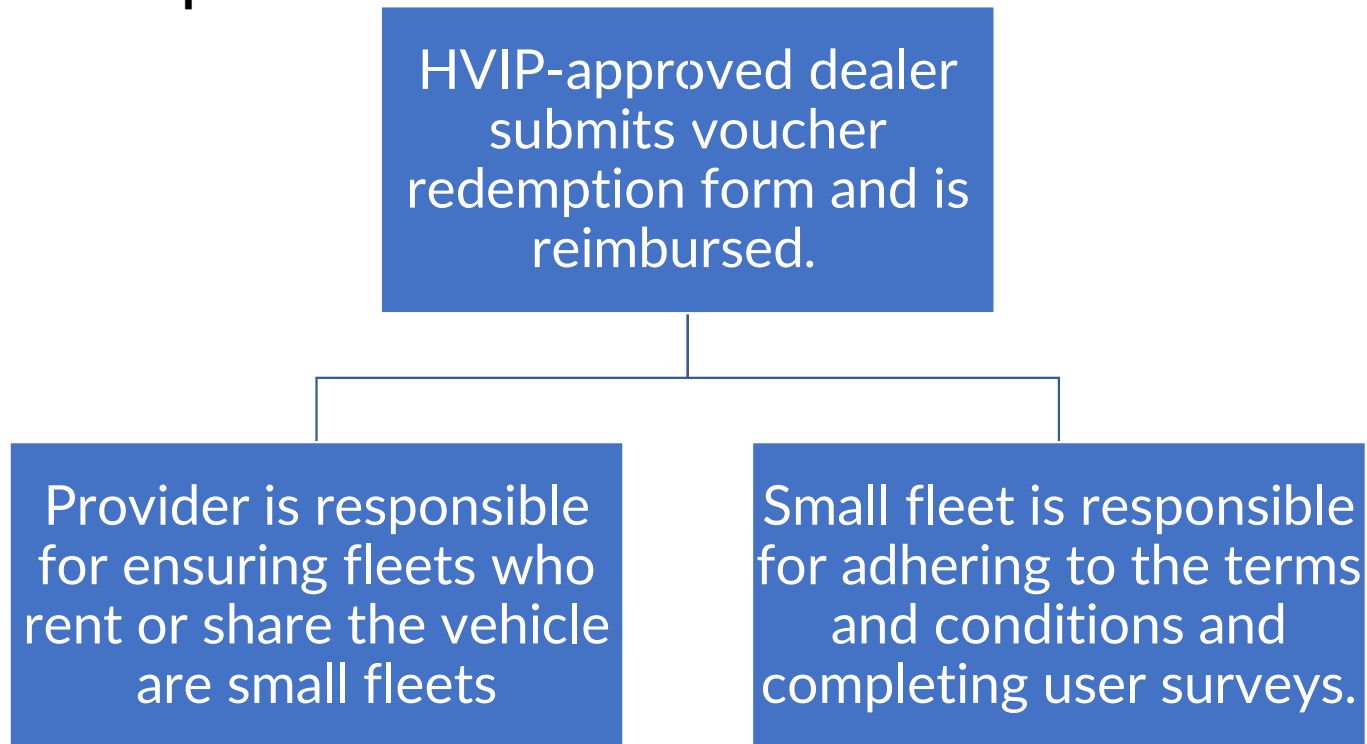 HVIP-approved dealer
submits voucher
redemption form and is
reimbursed.
Provider is responsible
for ensuring fleets who
rent or share the vehicle
are small fleets
Small fleet is responsible
for adhering to the terms
and conditions and
completing user surveys.